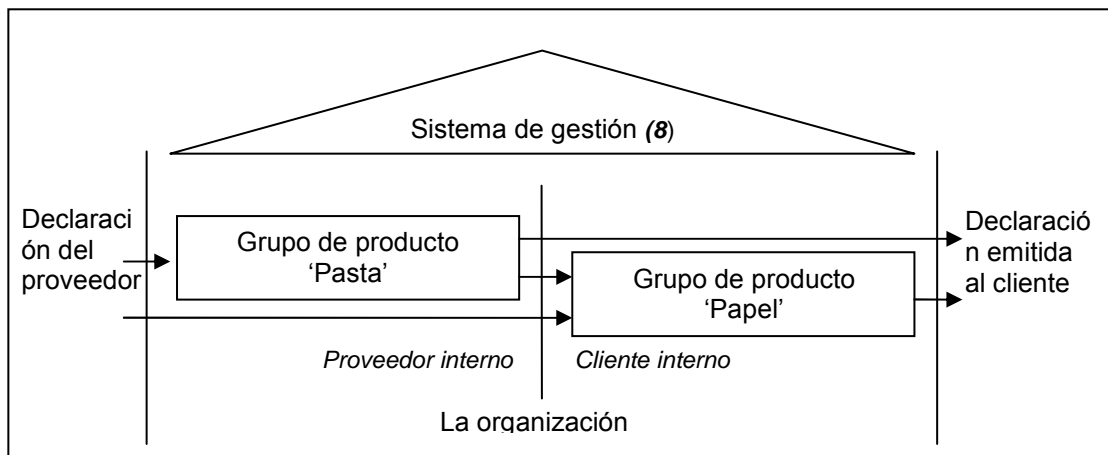 Sistema de gestión (8)
Declaraci
ón del
proveedor
Grupo de producto
‘Pasta’
Grupo de producto
‘Papel’
Declaració
n emitida
al cliente
Proveedor interno
Cliente interno
La organización